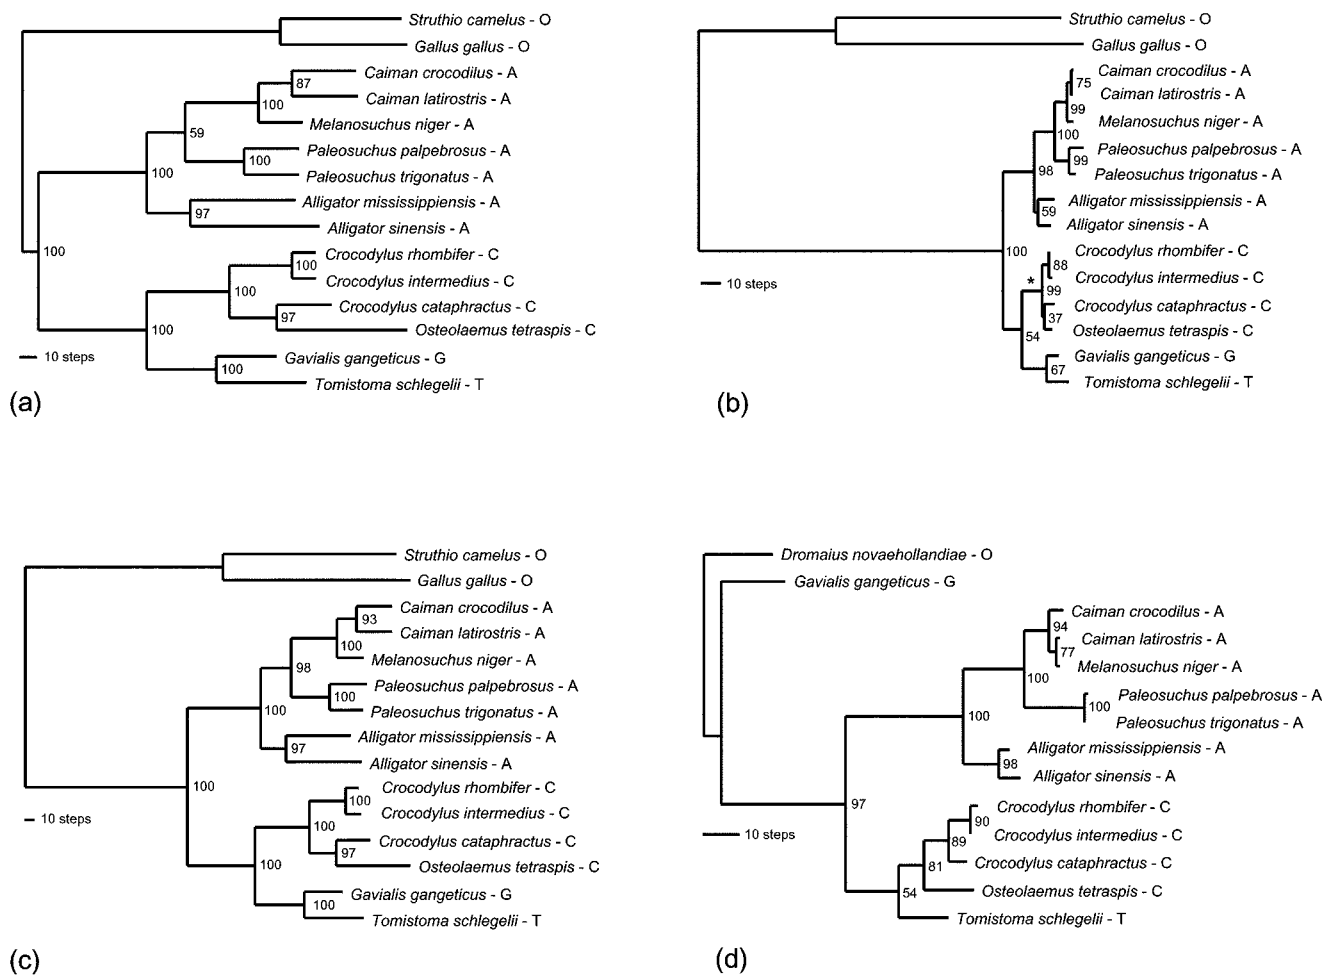 Struthio camelus - O
Gallus gallus - O
Caiman crocodilus - A
87
Caiman latirostris - A
100
Melanosuchus niger - A
59
Paleosuchus palpebrosus - A
100
Paleosuchus trigonatus - A
100
Alligator mississippiensis - A
97
Alligator sinensis - A
100
Crocodylus rhombifer - C
100
Crocodylus intermedius - C
100
Crocodylus cataphractus - C
97
Osteolaemus tetraspis - C
100
Gavialis gangeticus - G
100
Tomistoma schlegelii - T
10 steps
(a)
Struthio camelus - O
Gallus gallus - O
Caiman crocodilus - A
75
Caiman latirostris - A
99
Melanosuchus niger - A
100
Paleosuchus palpebrosus - A
99
Paleosuchus trigonatus - A
98
Alligator mississippiensis - A
59
Alligator sinensis - A
100
Crocodylus rhombifer - C
88
Crocodylus intermedius - C
*
99
Crocodylus cataphractus - C
37
Osteolaemus tetraspis - C
54
Gavialis gangeticus - G
67
Tomistoma schlegelii - T
10 steps
(b)
Struthio camelus - O
Gallus gallus - O
Caiman crocodilus - A
93
Caiman latirostris - A
100
Melanosuchus niger - A
98
Paleosuchus palpebrosus - A
100
Paleosuchus trigonatus - A
100
Alligator mississippiensis - A
97
Alligator sinensis - A
100
Crocodylus rhombifer - C
100
Crocodylus intermedius - C
100
Crocodylus cataphractus - C
97
Osteolaemus tetraspis - C
100
Gavialis gangeticus - G
100
Tomistoma schlegelii - T
10 steps
(c)
Dromaius novaehollandiae - O
Gavialis gangeticus - G
Caiman crocodilus - A
94
Caiman latirostris - A
77
Melanosuchus niger - A
100
Paleosuchus palpebrosus - A
100
Paleosuchus trigonatus - A
100
Alligator mississippiensis - A
98
Alligator sinensis - A
97
Crocodylus rhombifer - C
90
Crocodylus intermedius - C
89
Crocodylus cataphractus - C
81
Osteolaemus tetraspis - C
54
Tomistoma schlegelii - T
10 steps
(d)